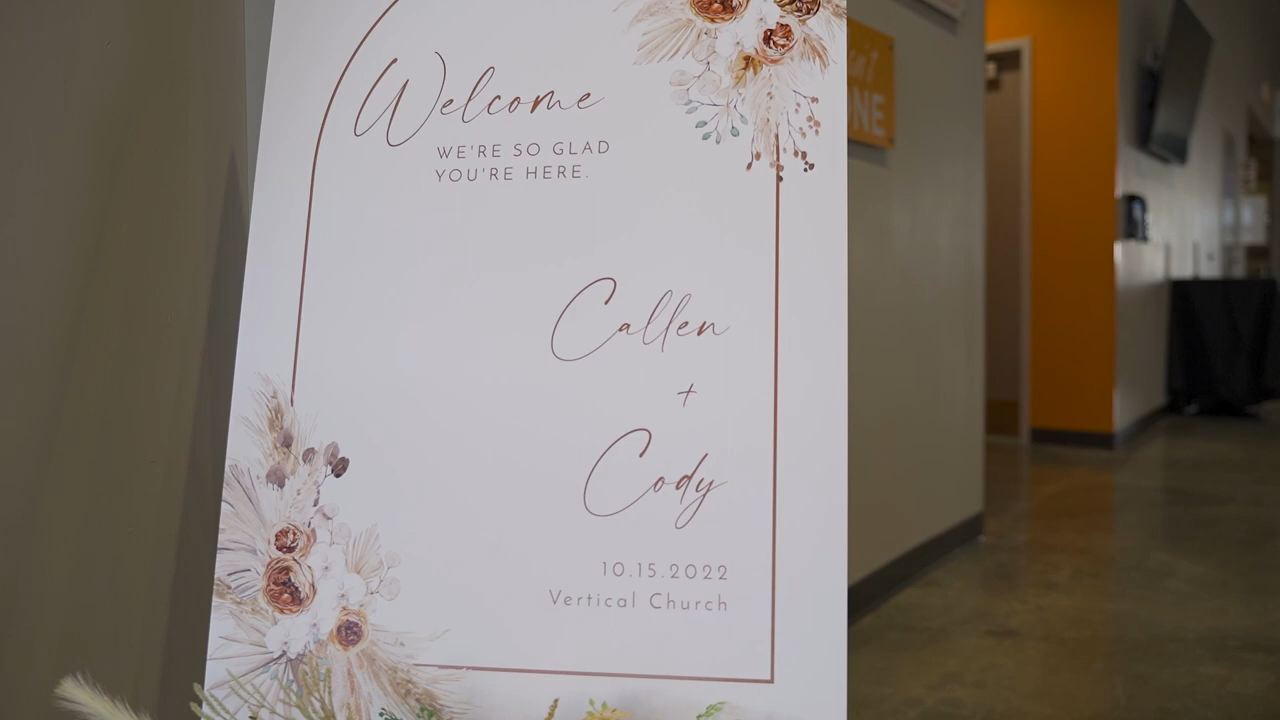 Welcome
WE'RE SO GLAD
YOU'RE HERE.
Callen
+
Cody
10.15.2022
Vertical Church